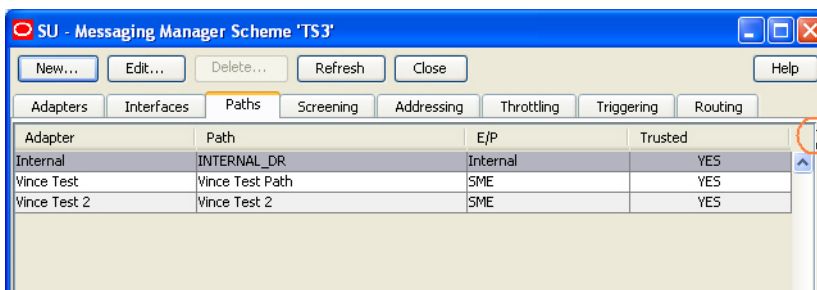 SU - Messaging Manager Scheme 'TS3'
New... Edit... Delete... Refresh Close Help
Adapters Interfaces Paths Screening Addressing Throttling Triggering Routing
Adapter Path E/P Trusted
Internal INTERNAL_DR Internal YES
Vince Test Vince Test Path SME YES
Vince Test 2 Vince Test 2 SME YES